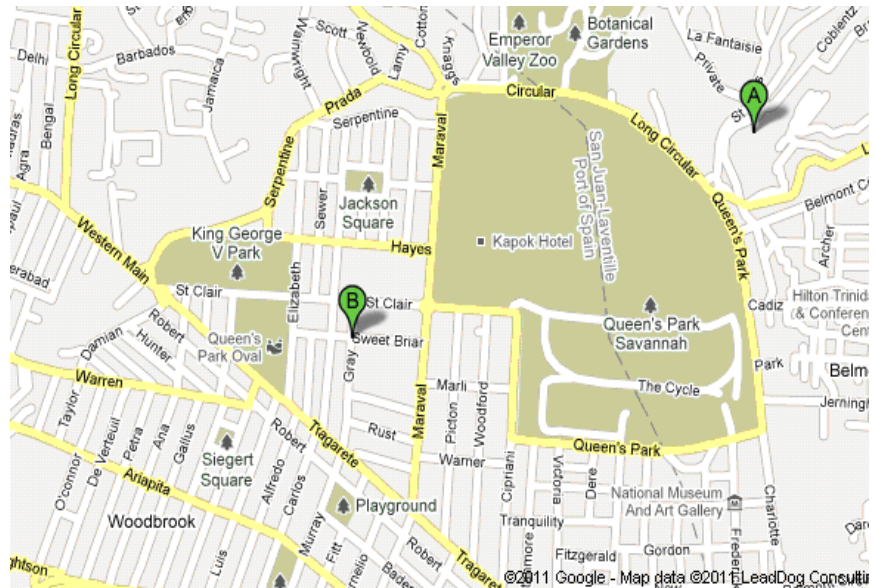 Emperor
Valley Zoo
Botanical
Gardens
La Fantaisie
Coblentz
Private
A
Delhi
Barbados
Jamaica
Wainwright
Newbold
Lamy
Cotton
Knaggs
Long Circular
Bengal
Agra
Prada
Circular
Serpentine
Serpentine
Maraval
Long Circular
San Juan-Laventille
Port of Spain
Jackson
Square
Sewer
King George
V Park
Hayes
Kapok Hotel
Queen's Park
Belmont
Archer
Western Main
St Clair
Elizabeth
B
St Clair
Queen's Park
Savannah
Cadiz
Hilton
& Conference
Robert
Damian
Hunter
Queen's
Park Oval
Gray
Sweet Briar
The Cycle
Park
Warren
Marli
Picton
Woodford
Maraval
Taylor
O'connor
De Verteuil
Petra
Ana
Gallus
Siegert
Square
Robert
Tragarete
Rust
Warner
Queen's Park
Cipriani
Victoria
Dere
Ariapita
Alfredo
Carlos
National Museum
And Art Gallery
Charlotte
Woodbrook
Playground
Murray
Fitt
Luis
Robert
Tragarete
Tranquility
Fitzgerald
Gordon
©2011 Google - Map data ©2011 LeadDog